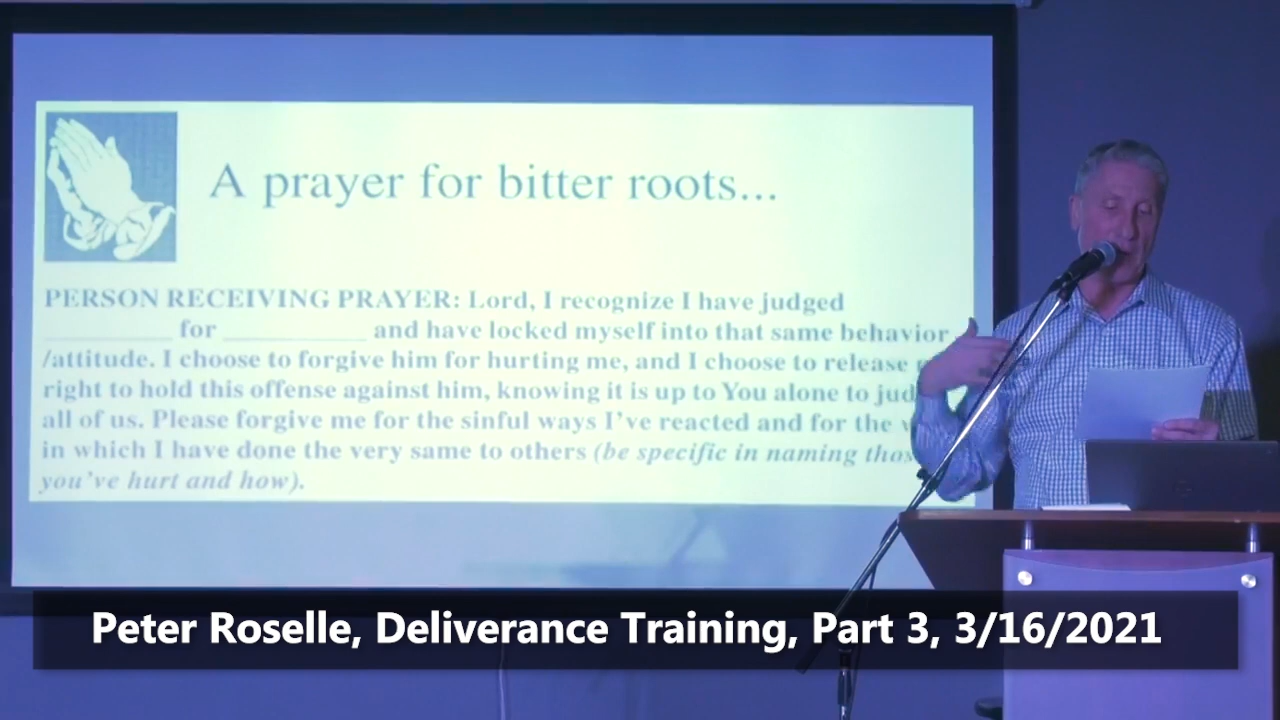 A prayer for bitter roots...
PERSON RECEIVING PRAYER: Lord, I recognize I have judged
__________ for ___________ and have locked myself into that same behavior
/attitude. I choose to forgive him for hurting me, and I choose to release
right to hold this offense against him, knowing it is up to You alone to
all of us. Please forgive me for the sinful ways I've reacted and for the
in which I have done the very same to others (be specific in naming
you've hurt and how).
Peter Roselle, Deliverance Training, Part 3, 3/16/2021